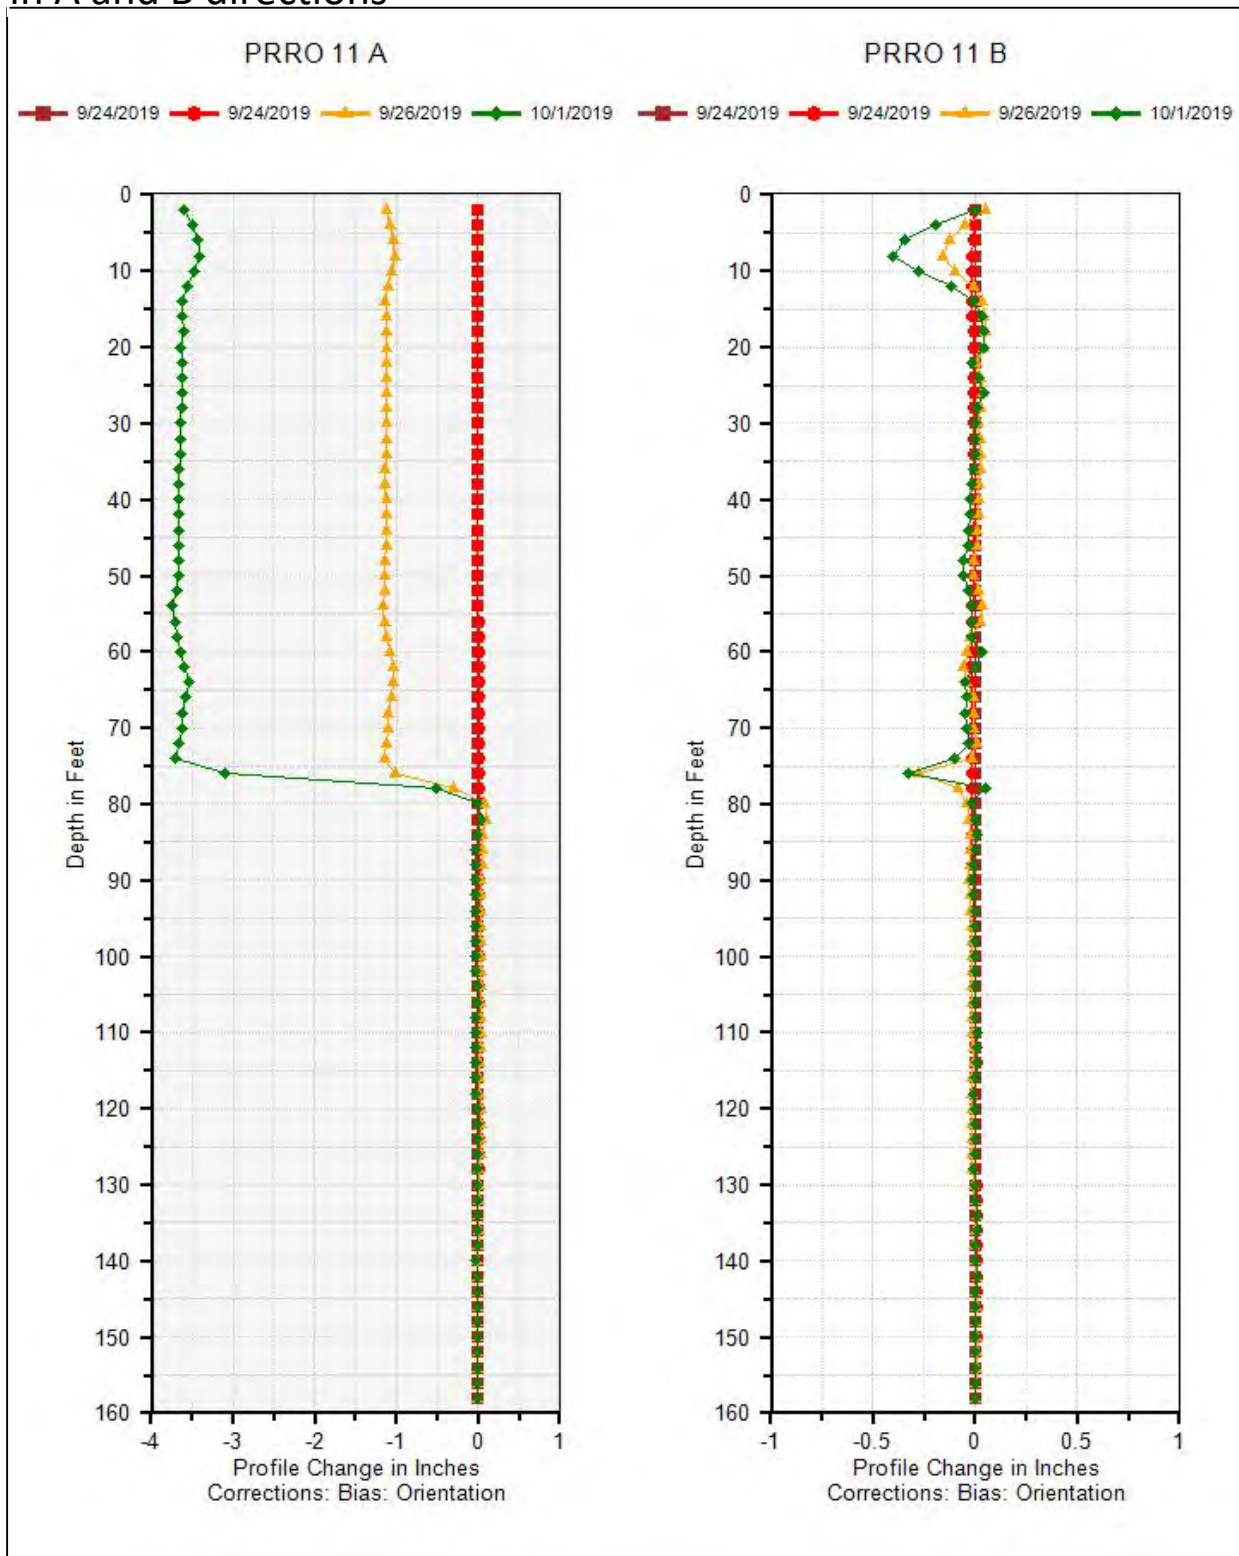 in A and B directions
PRRO 11 A
PRRO 11 B
9/24/2019 9/24/2019 9/26/2019 10/1/2019
9/24/2019 9/24/2019 9/26/2019 10/1/2019
0
10
20
30
40
50
60
70
80
90
100
110
120
130
140
150
160
Depth in Feet
-4 -3 -2 -1 0 1
Profile Change in Inches
Corrections: Bias: Orientation
0
10
20
30
40
50
60
70
80
90
100
110
120
130
140
150
160
Depth in Feet
-1 -0.5 0 0.5 1
Profile Change in Inches
Corrections: Bias: Orientation